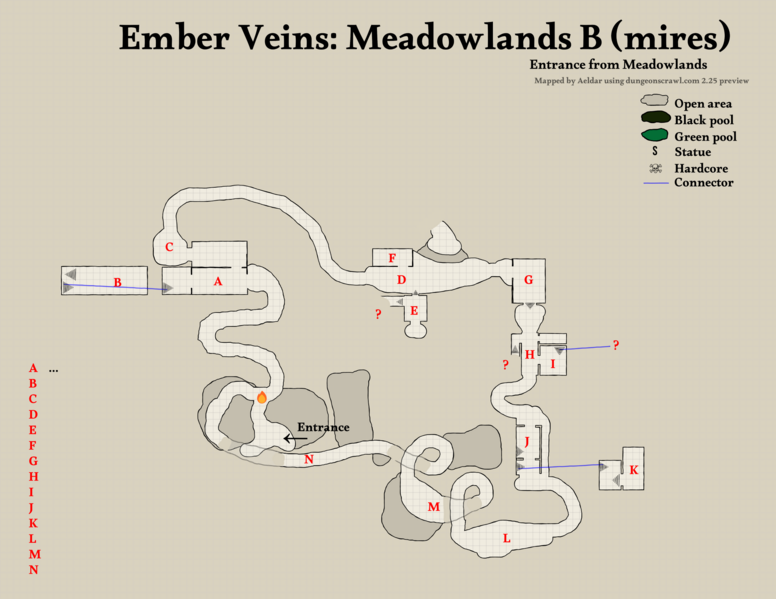 Ember Veins: Meadowlands B (mires)
Entrance from Meadowlands
Mapped by Aeldar using dungeonscrawl.com 2.25 preview
Open area
Black pool
Green pool
S Statue
Hardcore
Connector
C
F
B
A
D
G
E
?
?
H
?
I
A ...
B
C
D
E
F
G
H
I
J
K
L
M
N
Entrance
J
N
K
M
L